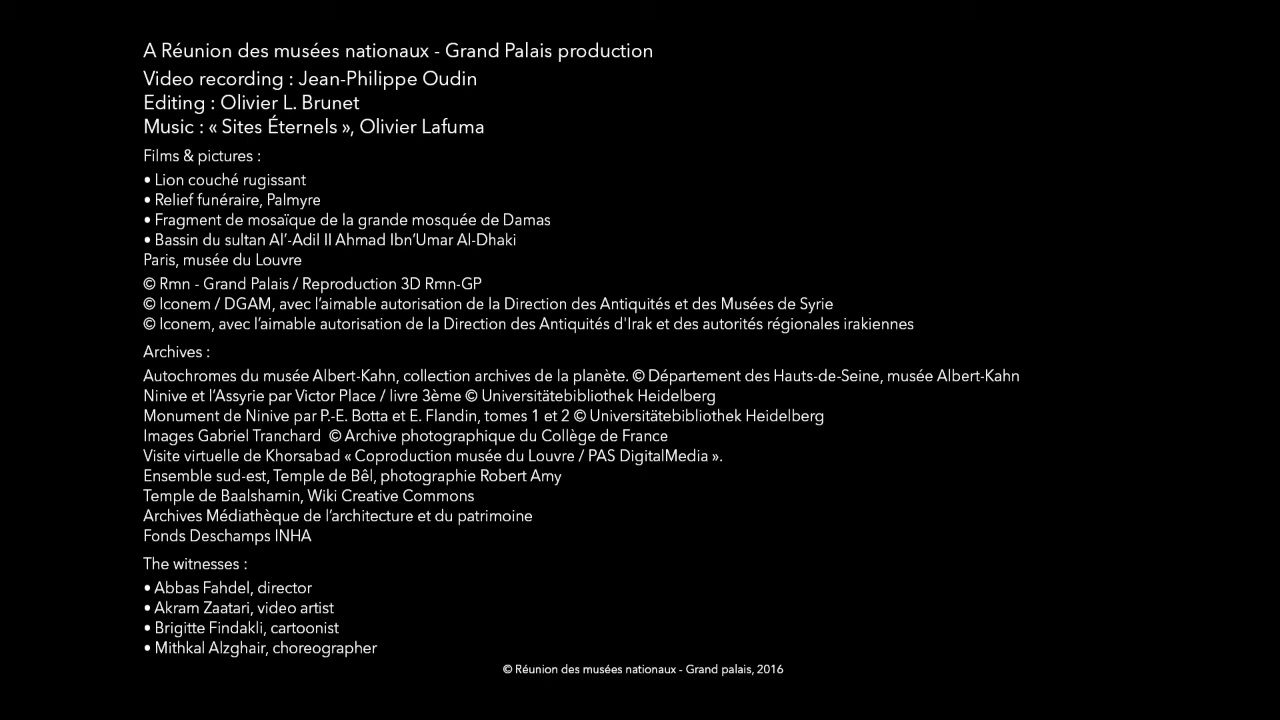 A Réunion des musées nationaux - Grand Palais production
Video recording : Jean-Philippe Oudin
Editing : Olivier L. Brunet
Music : « Sites Éternels », Olivier Lafuma
Films & pictures :
• Lion couché rugissant
• Relief funéraire, Palmyre
• Fragment de mosaïque de la grande mosquée de Damas
• Bassin du sultan Al’-Adil II Ahmad Ibn’Umar Al-Dhaki
Paris, musée du Louvre
© Rmn - Grand Palais / Reproduction 3D Rmn-GP
© Iconem / DGAM, avec l’aimable autorisation de la Direction des Antiquités et des Musées de Syrie
© Iconem, avec l’aimable autorisation de la Direction des Antiquités d'Irak et des autorités régionales irakiennes
Archives :
Autochromes du musée Albert-Kahn, collection archives de la planète. © Département des Hauts-de-Seine, musée Albert-Kahn
Ninive et l’Assyrie par Victor Place / livre 3ème © Universitätebibliothek Heidelberg
Monument de Ninive par P.-E. Botta et E. Flandin, tomes 1 et 2 © Universitätebibliothek Heidelberg
Images Gabriel Tranchard © Archive photographique du Collège de France
Visite virtuelle de Khorsabad « Coproduction musée du Louvre / PAS DigitalMedia ».
Ensemble sud-est, Temple de Bêl, photographie Robert Amy
Temple de Baalshamin, Wiki Creative Commons
Archives Médiathèque de l’architecture et du patrimoine
Fonds Deschamps INHA
The witnesses :
• Abbas Fahdel, director
• Akram Zaatari, video artist
• Brigitte Findakli, cartoonist
• Mithkal Alzghair, choreographer
© Réunion des musées nationaux - Grand palais, 2016